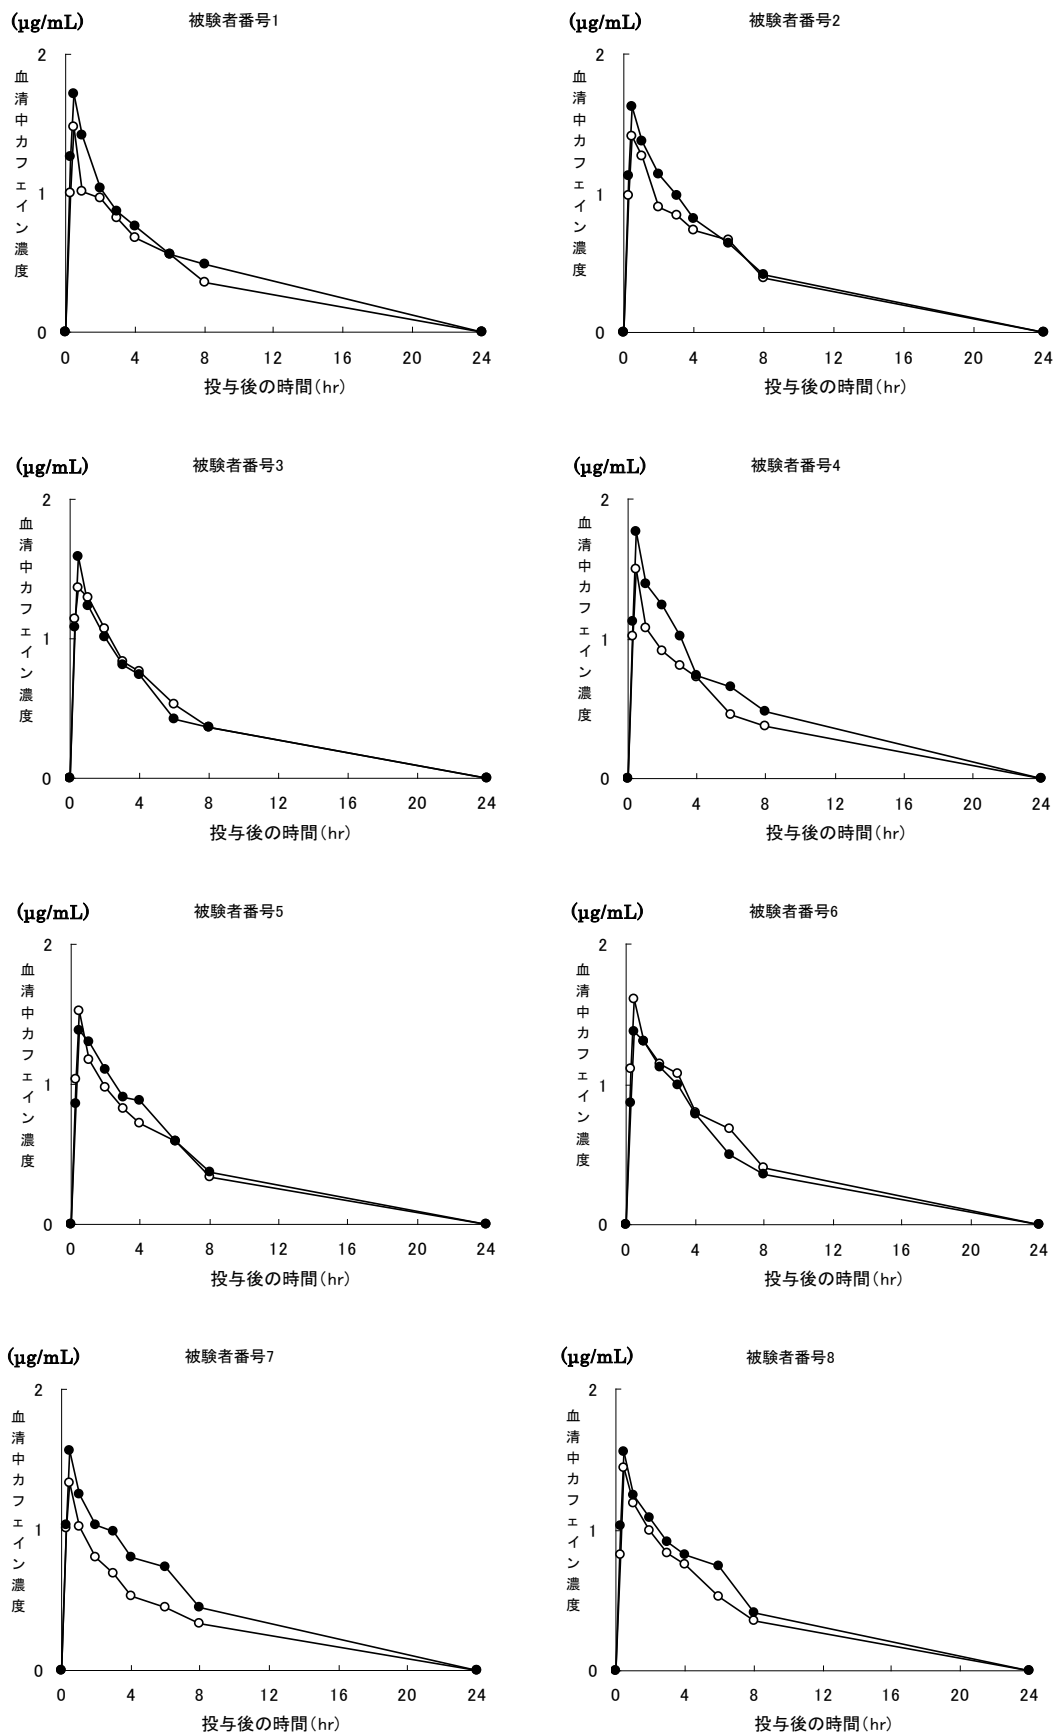 (μg/mL) 被験者番号1
血清中カフェイン濃度
2
1
0
0 4 8 12 16 20 24
投与後の時間(hr)
(μg/mL) 被験者番号2
血清中カフェイン濃度
2
1
0
0 4 8 12 16 20 24
投与後の時間(hr)
(μg/mL) 被験者番号3
血清中カフェイン濃度
2
1
0
0 4 8 12 16 20 24
投与後の時間(hr)
(μg/mL) 被験者番号4
血清中カフェイン濃度
2
1
0
0 4 8 12 16 20 24
投与後の時間(hr)
(μg/mL) 被験者番号5
血清中カフェイン濃度
2
1
0
0 4 8 12 16 20 24
投与後の時間(hr)
(μg/mL) 被験者番号6
血清中カフェイン濃度
2
1
0
0 4 8 12 16 20 24
投与後の時間(hr)
(μg/mL) 被験者番号7
血清中カフェイン濃度
2
1
0
0 4 8 12 16 20 24
投与後の時間(hr)
(μg/mL) 被験者番号8
血清中カフェイン濃度
2
1
0
0 4 8 12 16 20 24
投与後の時間(hr)